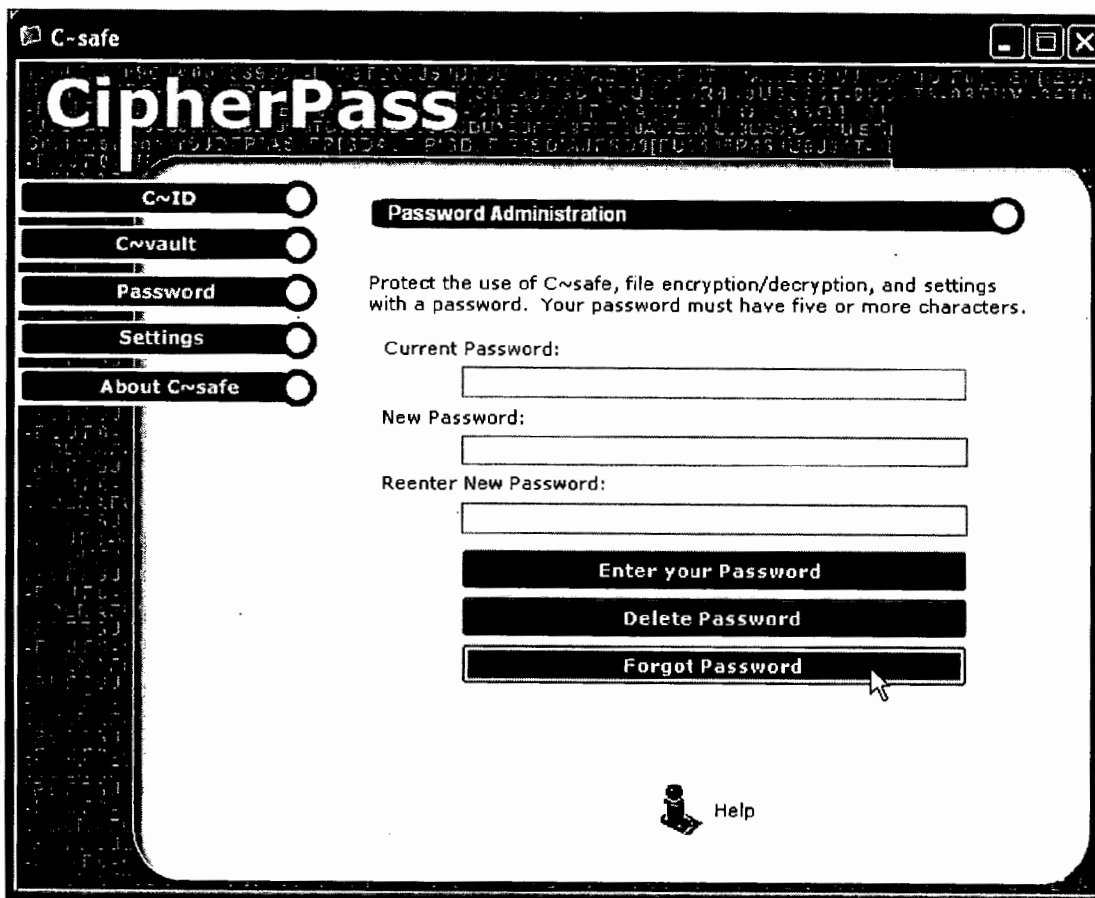 C~safe
CipherPass
C~ID
C~vault
Password
Settings
About C~safe
Password Administration
Protect the use of C~safe, file encryption/decryption, and settings
with a password. Your password must have five or more characters.
Current Password:
New Password:
Reenter New Password:
Enter your Password
Delete Password
Forgot Password
Help